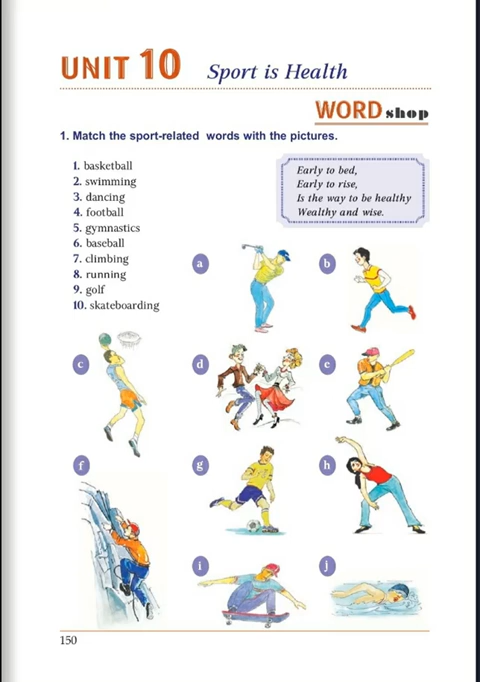 UNIT 10 Sport is Health
WORD shop
1. Match the sport-related words with the pictures.
1. basketball
2. swimming
3. dancing
4. football
5. gymnastics
6. baseball
7. climbing
8. running
9. golf
10. skateboarding
Early to bed,
Early to rise,
Is the way to be healthy
Wealthy and wise.
a
b
c
d
e
f
g
h
i
j
150